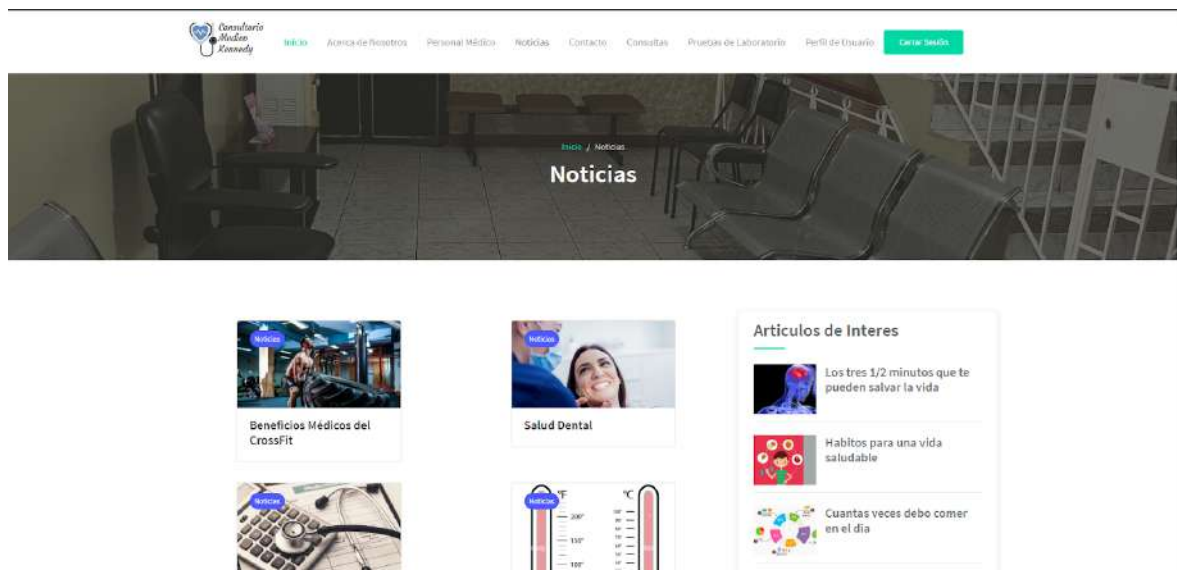 Consultorio
Medico
Kennedy
Inicio Acerca de Nosotros Personal Médico Noticias Contacto Consultas Pruebas de Laboratorio Perfil de Usuario Cerrar Sesión
Inicio / Noticias
Noticias
Noticias
Beneficios Médicos del
CrossFit
Noticias
Salud Dental
Noticias
Noticias
°F
°C
200°
150°
100°
Articulos de Interes
Los tres 1/2 minutos que te
pueden salvar la vida
Habitos para una vida
saludable
Cuantas veces debo comer
en el dia